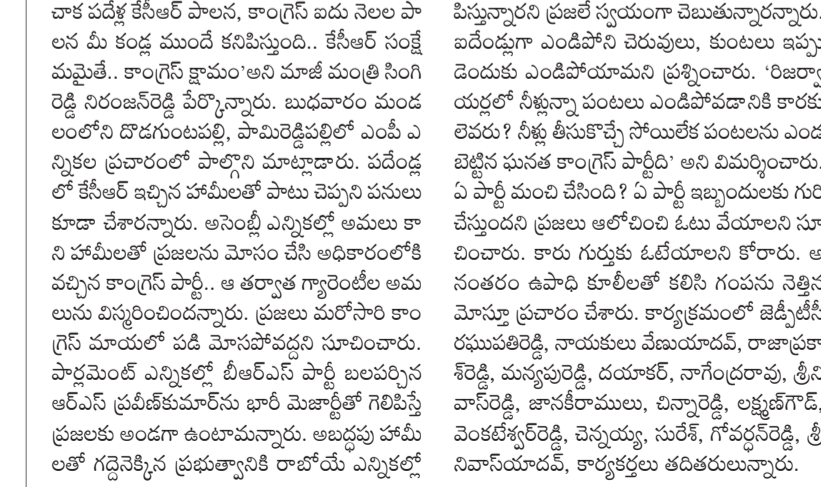 చాక పదేళ్ల కేసీఆర్ పాలన, కాంగ్రెస్ ఐదు నెలల పా
లన మీ కండ్ల ముందే కనిపిస్తుంది.. కేసీఆర్ సంక్షే
మమైతే.. కాంగ్రెస్ క్షామం'అని మాజీ మంత్రి సింగి
రెడ్డి నిరంజన్‌రెడ్డి పేర్కొన్నారు. బుధవారం మండ
లంలోని దొడగుంటపల్లి, పామిరెడ్డిపల్లిలో ఎంపీ ఎ
న్నికల ప్రచారంలో పాల్గొని మాట్లాడారు. పదేండ్ల
లో కేసీఆర్ ఇచ్చిన హామీలతో పాటు చెప్పని పనులు
కూడా చేశారన్నారు. అసెంబ్లీ ఎన్నికల్లో అమలు కా
ని హామీలతో ప్రజలను మోసం చేసి అధికారంలోకి
వచ్చిన కాంగ్రెస్ పార్టీ.. ఆ తర్వాత గ్యారెంటీల అమ
లును విస్మరించిందన్నారు. ప్రజలు మరోసారి కాం
గ్రెస్ మాయలో పడి మోసపోవద్దని సూచించారు.
పార్లమెంట్ ఎన్నికల్లో బీఆర్ఎస్ పార్టీ బలపర్చిన
ఆర్ఎస్ ప్రవీణ్‌కుమార్‌ను భారీ మెజార్టీతో గెలిపిస్తే
ప్రజలకు అండగా ఉంటామన్నారు. అబద్ధపు హామీ
లతో గద్దెనెక్కిన ప్రభుత్వానికి రాబోయే ఎన్నికల్లో
పిస్తున్నారని ప్రజలే స్వయంగా చెబుతున్నారన్నారు.
ఐదేండ్లుగా ఎండిపోని చెరువులు, కుంటలు ఇప్పు
డెందుకు ఎండిపోయామని ప్రశ్నించారు. 'రిజర్వా
యర్లలో నీళ్లున్నా పంటలు ఎండిపోవడానికి కారకు
లెవరు? నీళ్లు తీసుకొచ్చే సోయిలేక పంటలను ఎండ
బెట్టిన ఘనత కాంగ్రెస్ పార్టీది' అని విమర్శించారు.
ఏ పార్టీ మంచి చేసింది? ఏ పార్టీ ఇబ్బందులకు గురి
చేస్తుందని ప్రజలు ఆలోచించి ఓటు వేయాలని సూ
చించారు. కారు గుర్తుకు ఓటేయాలని కోరారు. అ
నంతరం ఉపాధి కూలీలతో కలిసి గంపను నెత్తిన
మోస్తూ ప్రచారం చేశారు. కార్యక్రమంలో జెడ్పీటీసీ
రఘుపతిరెడ్డి, నాయకులు వేణుయాదవ్, రాజాప్రకా
శ్‌రెడ్డి, మన్యపురెడ్డి, దయాకర్, నాగేంద్రరావు, శ్రీని
వాస్‌రెడ్డి, జానకీరాములు, చిన్నారెడ్డి, లక్ష్మణ్‌గౌడ్,
వెంకటేశ్వర్‌రెడ్డి, చెన్నయ్య, సురేశ్, గోవర్ధన్‌రెడ్డి, శ్రీ
నివాస్‌యాదవ్, కార్యకర్తలు తదితరులున్నారు.